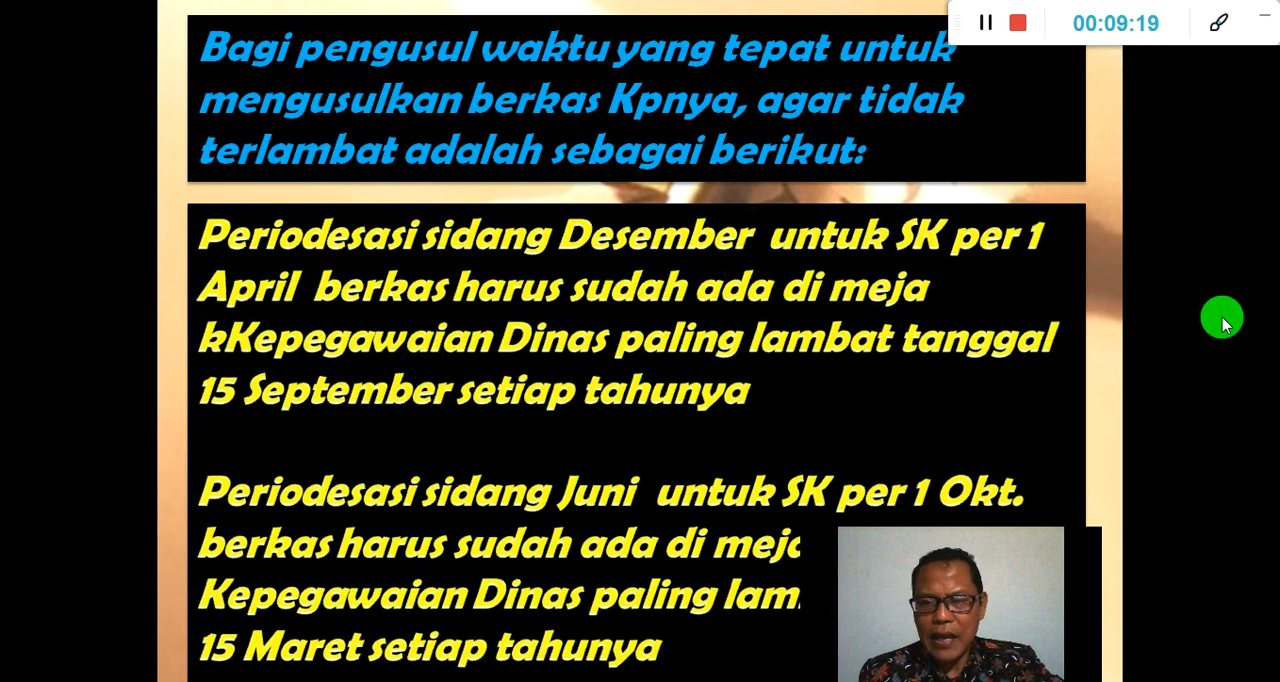 00:09:19
Bagi pengusul waktu yang tepat untuk
mengusulkan berkas Kpnya, agar tidak
terlambat adalah sebagai berikut:
Periodesasi sidang Desember untuk SK per 1
April berkas harus sudah ada di meja
kKepegawaian Dinas paling lambat tanggal
15 September setiap tahunya
Periodesasi sidang Juni untuk SK per 1 Okt.
berkas harus sudah ada di
Kepegawaian Dinas paling
15 Maret setiap tahunya